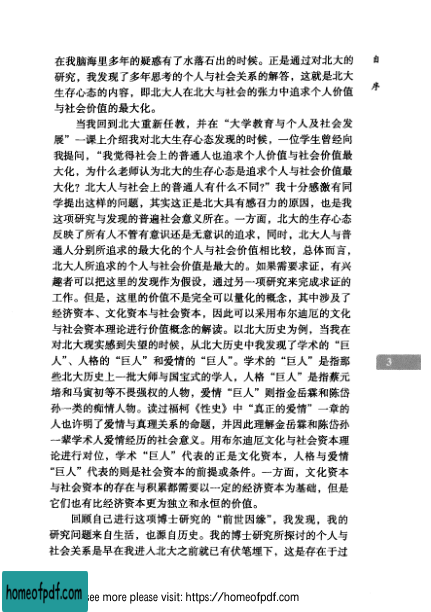 自
序
在我脑海里多年的疑惑有了水落石出的时候。正是通过对北大的
研究，我发现了多年思考的个人与社会关系的解答，这就是北大
生存心态的内容，即北大人在北大与社会的张力中追求个人价值
与社会价值的最大化。
当我回到北大重新任教，并在“大学教育与个人及社会发
展”一课上介绍我对北大生存心态发现的时候，一位学生曾经向
我提问，“我觉得社会上的普通人也追求个人价值与社会价值最
大化，为什么老师认为北大的生存心态是追求个人与社会价值最
大化？北大人与社会上的普通人有什么不同？”我十分感激有同
学提出这样的问题，其实这正是北大具有感召力的原因，也是我
这项研究与发现的普遍社会意义所在。一方面，北大的生存心态
反映了所有人不管有意识还是无意识的追求，同时，北大人与普
通人分别所追求的最大化的个人与社会价值相比较，总体而言，
北大人所追求的个人与社会价值是最大的。如果需要求证，有兴
趣者可以把这里的发现作为假设，通过另一项研究来完成求证的
工作。但是，这里的价值不是完全可以量化的概念，其中涉及了
经济资本、文化资本与社会资本，因此可以采用布尔迪厄的文化
与社会资本理论进行价值概念的解读。以北大历史为例，当我在
对北大现实感到失望的时候，从北大历史中我发现了学术的“巨
人”、人格的“巨人”和爱情的“巨人”。学术的“巨人”是指那
些北大历史上一批大师与国宝式的学人，人格“巨人”是指蔡元
培和马寅初等不畏强权的人物，爱情“巨人”则指金岳霖和陈岱
孙一类的痴情人物。读过福柯《性史》中“真正的爱情”一章的
人也许明了爱情与真理关系的命题，并因此理解金岳霖和陈岱孙
一辈学术人爱情经历的社会意义。用布尔迪厄文化与社会资本理
论进行对位，学术“巨人”代表的正是文化资本，人格与爱情
“巨人”代表的则是社会资本的前提或条件。一方面，文化资本
与社会资本的存在与积累都需要以一定的经济资本为基础，但是
它们也有比经济资本更为独立和永恒的价值。
回顾自己进行这项博士研究的“前世因缘”，我发现，我的
研究问题来自生活，也源自历史。我的博士研究所探讨的个人与
社会关系是早在我进入北大之前就已有伏笔埋下，这是存在于过
3
homeofpdf.com
see more please visit: https://homeofpdf.com